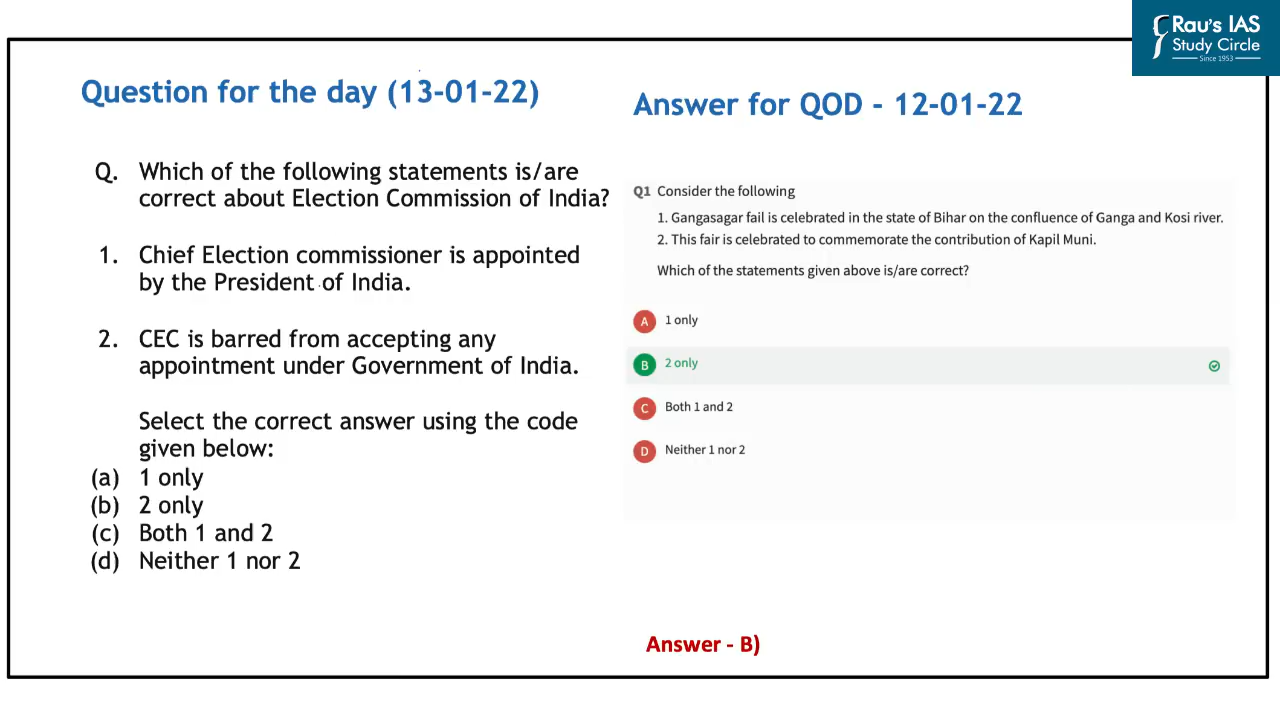 Rau's IAS
Study Circle
Since 1953
Question for the day (13-01-22)
Q. Which of the following statements is/are
correct about Election Commission of India?
1. Chief Election commissioner is appointed
by the President of India.
2. CEC is barred from accepting any
appointment under Government of India.
Select the correct answer using the code
given below:
(a) 1 only
(b) 2 only
(c) Both 1 and 2
(d) Neither 1 nor 2
Answer for QOD - 12-01-22
Q1 Consider the following
1. Gangasagar fail is celebrated in the state of Bihar on the confluence of Ganga and Kosi river.
2. This fair is celebrated to commemorate the contribution of Kapil Muni.
Which of the statements given above is/are correct?
A 1 only
B 2 only
C Both 1 and 2
D Neither 1 nor 2
Answer - B)